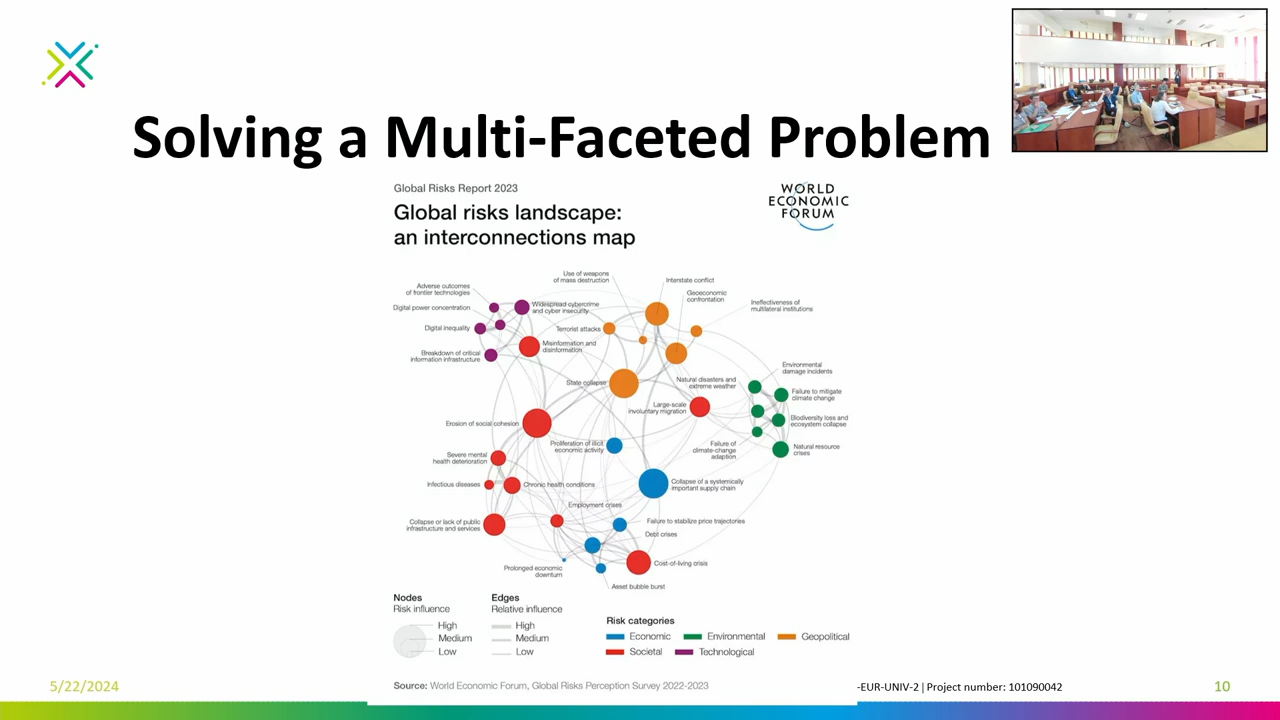 Solving a Multi-Faceted Problem
Global Risks Report 2023
WORLD
ECONOMIC
FORUM
Global risks landscape:
an interconnections map
Use of weapons
of mass destruction
Interstate conflict
Adverse outcomes
of frontier technologies
Geoeconomic
confrontation
Digital power concentration
Widespread cybercrime
and cyber insecurity
Ineffectiveness of
multilateral institutions
Digital inequality
Terrorist attacks
Misinformation and
disinformation
Breakdown of critical
information infrastructure
Environmental
damage incidents
State collapse
Natural disasters and
extreme weather
Failure to mitigate
climate change
Large-scale
involuntary migration
Biodiversity loss and
ecosystem collapse
Erosion of social cohesion
Proliferation of illicit
economic activity
Failure of
climate-change
adaption
Natural resource
crises
Severe mental
health deterioration
Infectious diseases
Chronic health conditions
Collapse of a systemically
important supply chain
Employment crises
Collapse or lack of public
infrastructure and services
Failure to stabilize price trajectories
Debt crises
Cost-of-living crisis
Prolonged economic
downturn
Asset bubble burst
Nodes
Risk influence
High
Medium
Low
Edges
Relative influence
High
Medium
Low
Risk categories
Economic
Environmental
Geopolitical
Societal
Technological
Source: World Economic Forum, Global Risks Perception Survey 2022-2023
5/22/2024
-EUR-UNIV-2 | Project number: 101090042
10